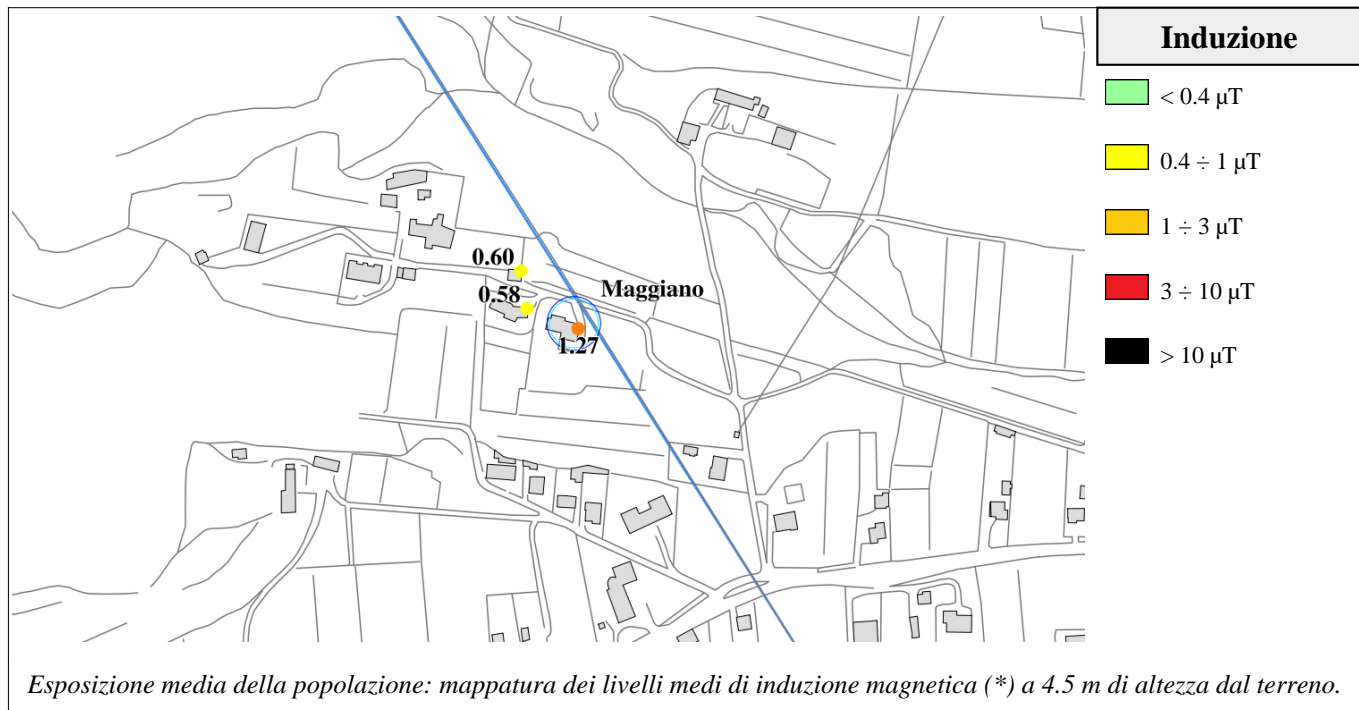 Induzione
< 0.4 µT
0.4 ÷ 1 µT
1 ÷ 3 µT
3 ÷ 10 µT
> 10 µT
0.60
0.58
Maggiano
1.27
Esposizione media della popolazione: mappatura dei livelli medi di induzione magnetica (*) a 4.5 m di altezza dal terreno.